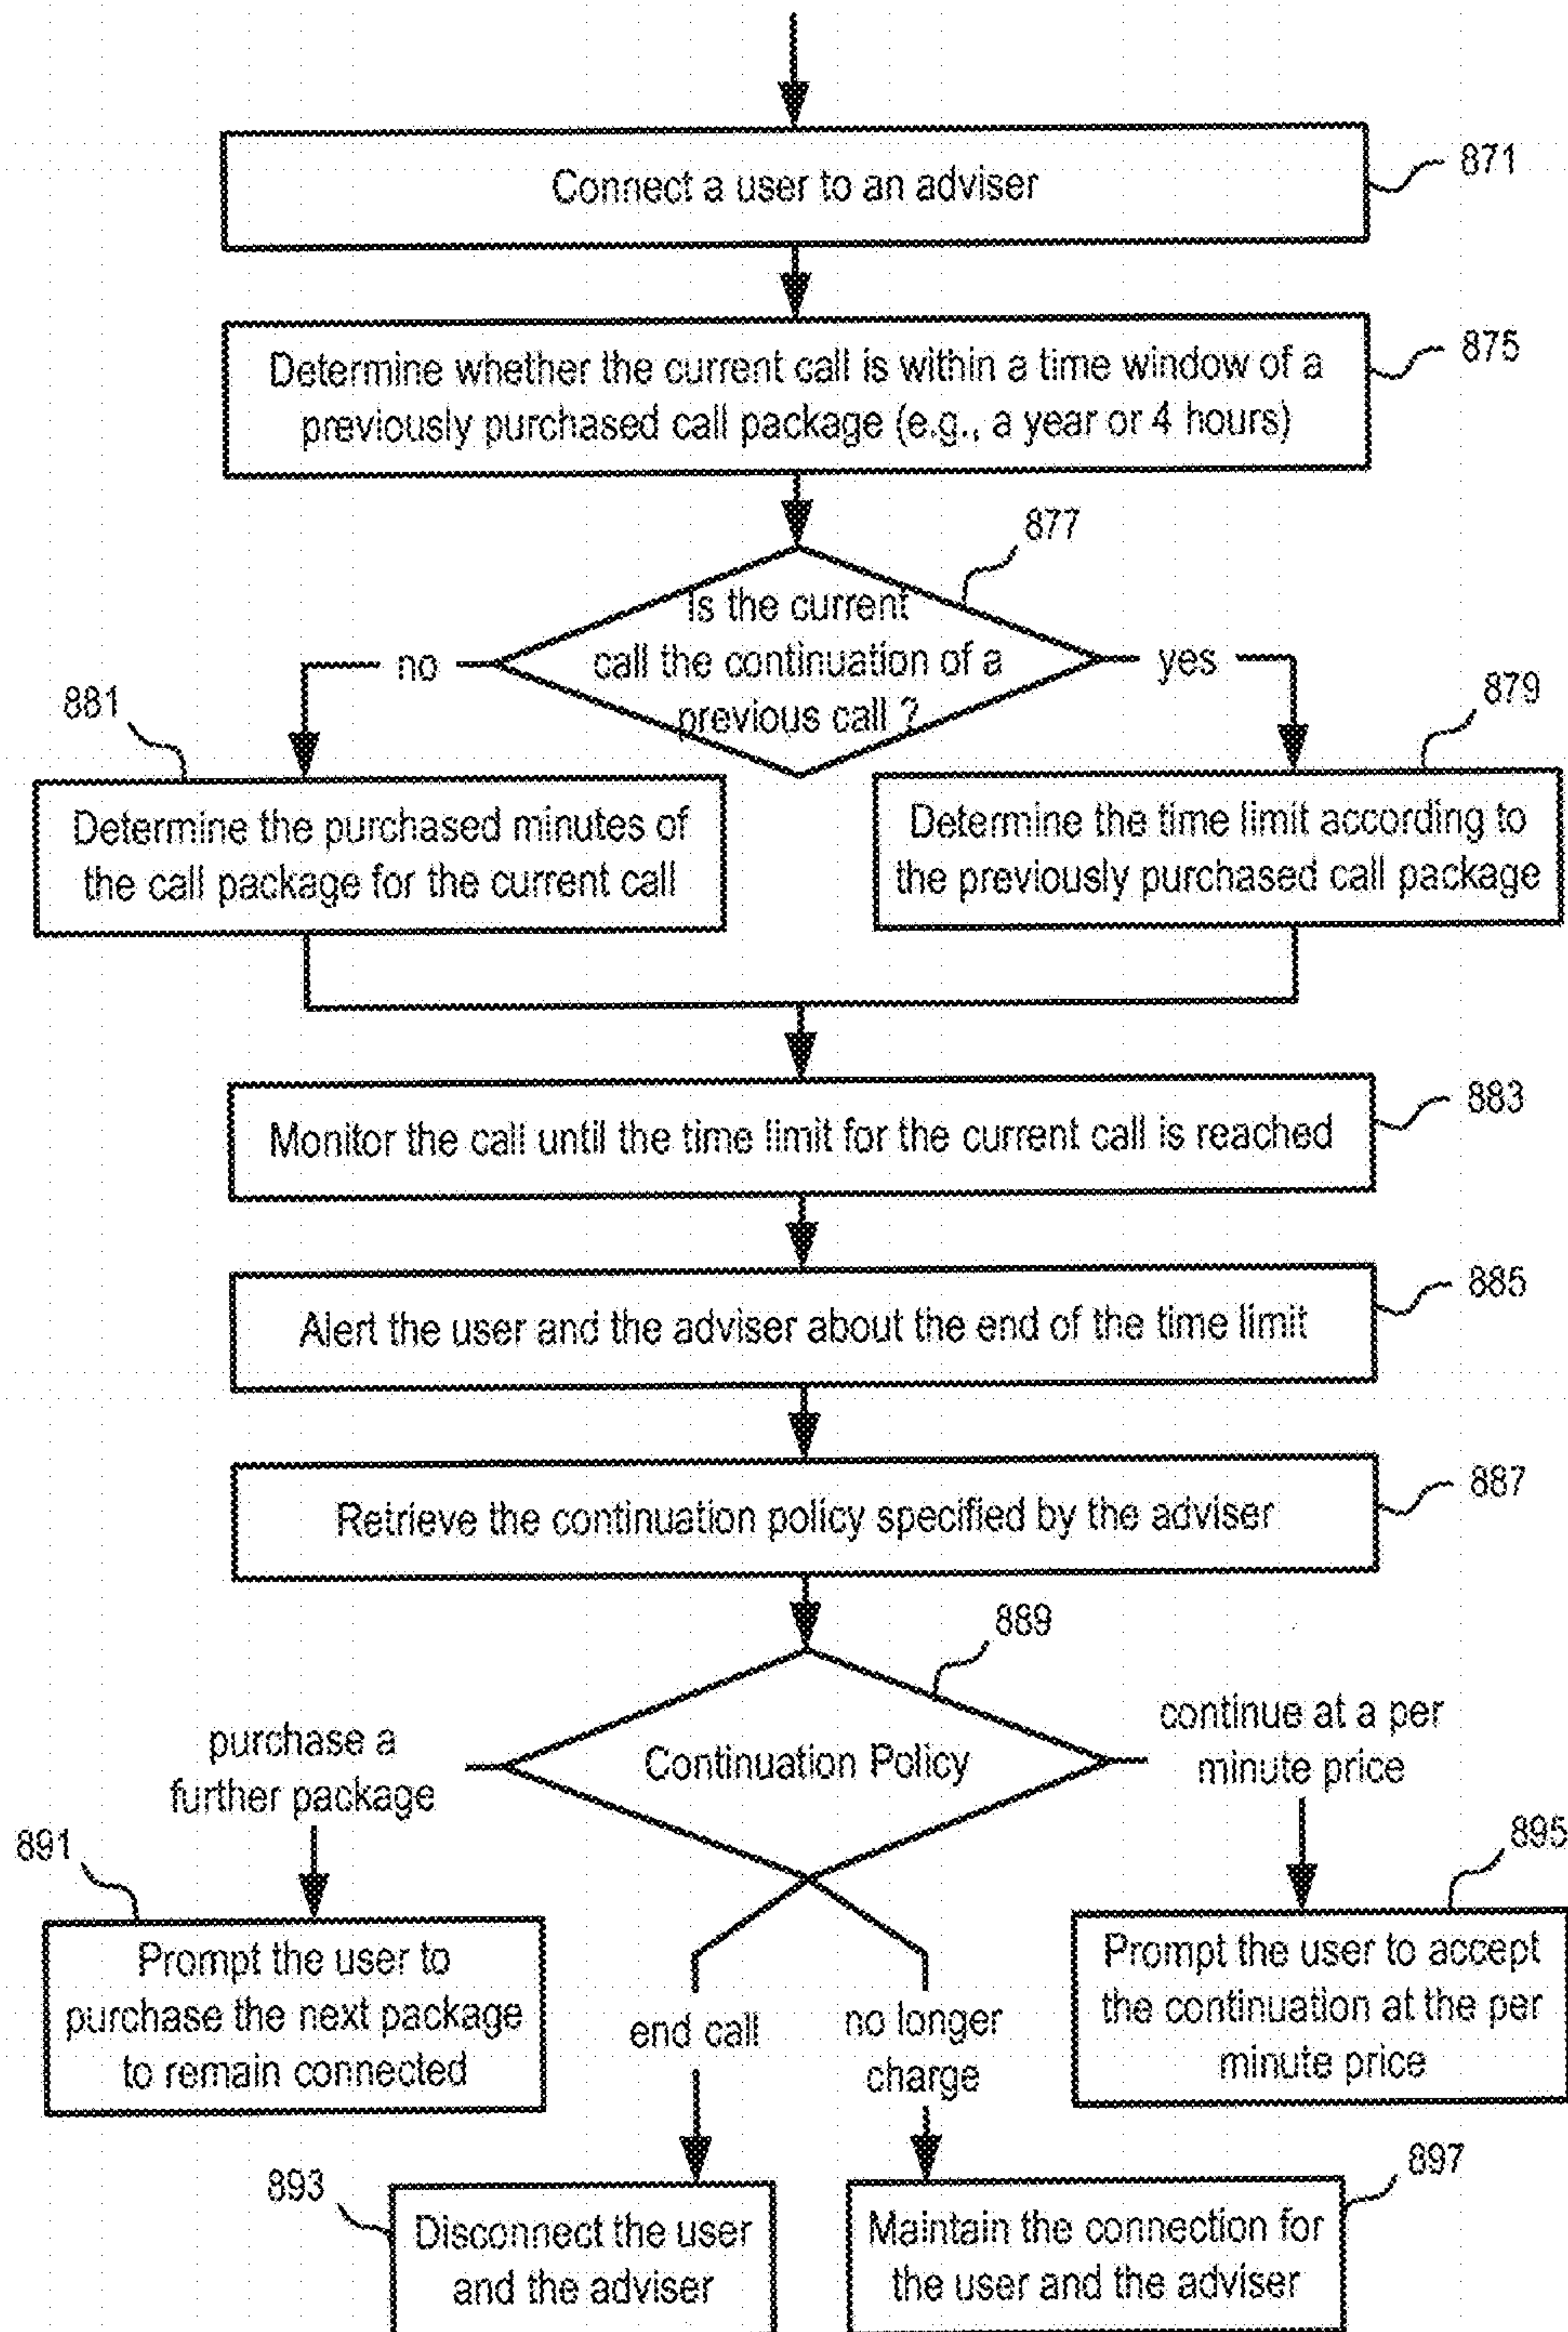 Connect a user to an adviser
871
Determine whether the current call is within a time window of a
previously purchased call package (e.g., a year or 4 hours)
875
877
Is the current
call the continuation of a
previous call ?
no
yes
881
879
Determine the purchased minutes of
the call package for the current call
Determine the time limit according to
the previously purchased call package
Monitor the call until the time limit for the current call is reached
883
Alert the user and the adviser about the end of the time limit
885
Retrieve the continuation policy specified by the adviser
887
889
Continuation Policy
purchase a
further package
continue at a per
minute price
891
895
Prompt the user to
purchase the next package
to remain connected
end call
no longer
charge
Prompt the user to accept
the continuation at the per
minute price
893
897
Disconnect the user
and the adviser
Maintain the connection for
the user and the adviser